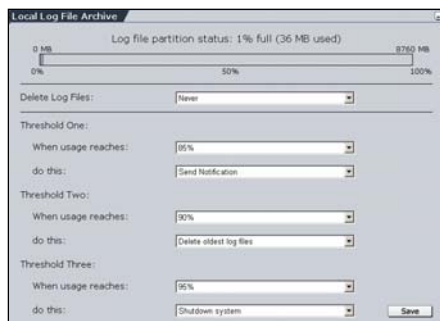 Local Log File Archive
Log file partition status: 1% full (36 MB used)
0 MB 8760 MB
0% 50% 100%
Delete Log Files: Never
Threshold One:
When usage reaches: 85%
do this: Send Notification
Threshold Two:
When usage reaches: 90%
do this: Delete oldest log files
Threshold Three:
When usage reaches: 95%
do this: Shutdown system
Save